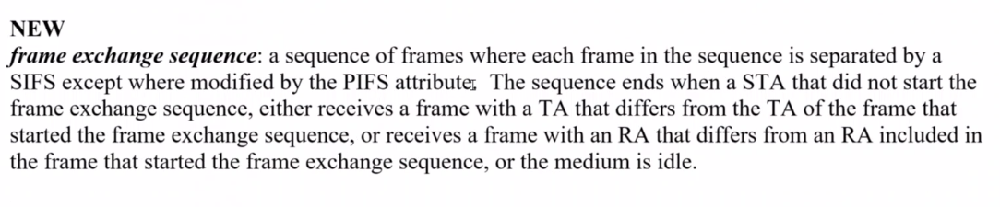 NEW
frame exchange sequence: a sequence of frames where each frame in the sequence is separated by a
SIFS except where modified by the PIFS attribute. The sequence ends when a STA that did not start the
frame exchange sequence, either receives a frame with a TA that differs from the TA of the frame that
started the frame exchange sequence, or receives a frame with an RA that differs from an RA included in
the frame that started the frame exchange sequence, or the medium is idle.